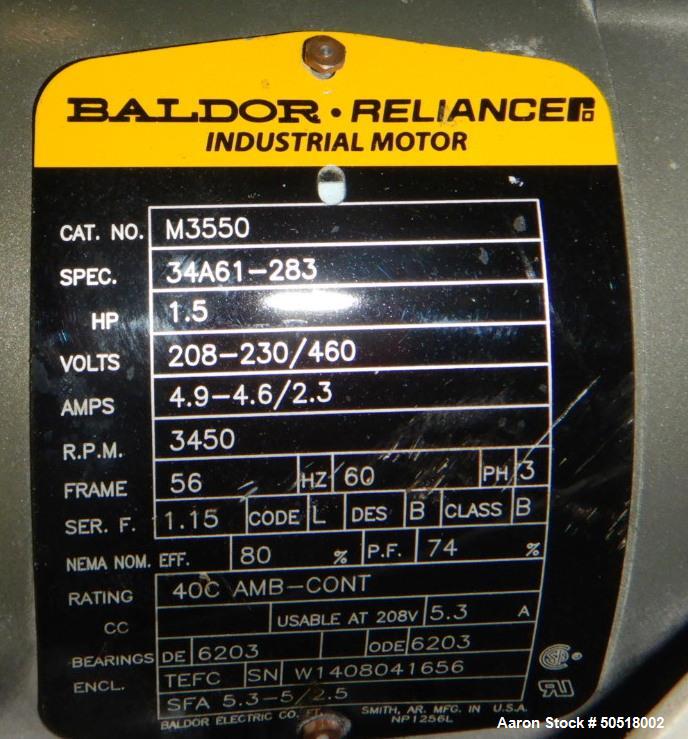 BALDOR • RELIANCE
INDUSTRIAL MOTOR
CAT. NO. M3550
SPEC. 34A61-283
HP 1.5
VOLTS 208-230/460
AMPS 4.9-4.6/2.3
R.P.M. 3450
FRAME 56 HZ 60 PH 3
SER. F. 1.15 CODE L DES B CLASS B
NEMA NOM. EFF. 80 % P.F. 74 %
RATING 40C AMB-CONT
CC USABLE AT 208V 5.3 A
BEARINGS DE 6203 ODE 6203
ENCL. TEFC SN W1408041656
SFA 5.3-5/2.5
BALDOR ELECTRIC CO. FT. SMITH, AR. MFG. IN U.S.A.
NP1256L
Aaron Stock # 50518002